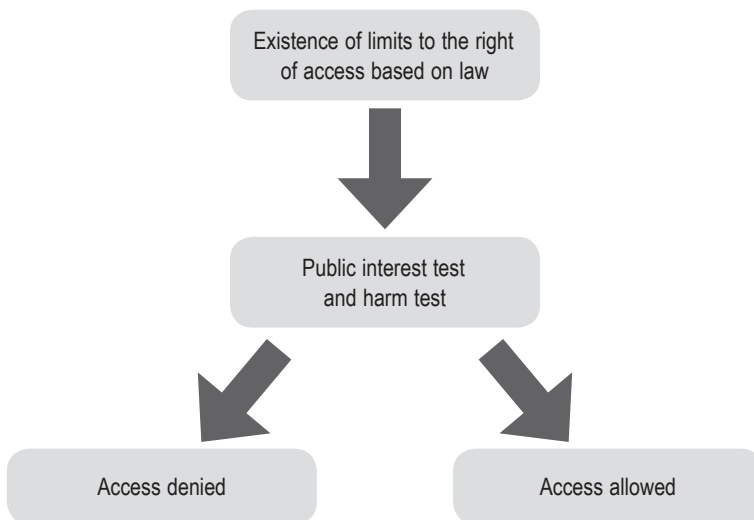 Existence of limits to the right
of access based on law
Public interest test
and harm test
Access denied
Access allowed